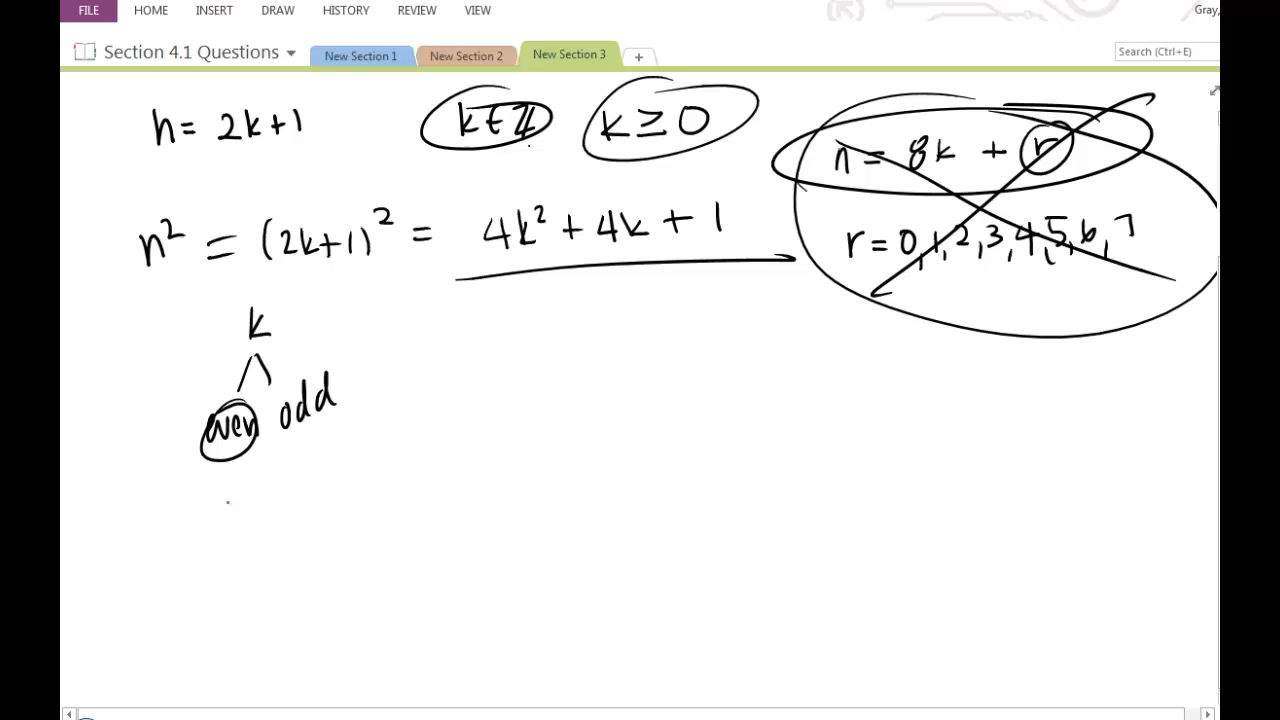 FILE HOME INSERT DRAW HISTORY REVIEW VIEW Gray,
Section 4.1 Questions New Section 1 New Section 2 New Section 3 + Search (Ctrl+E)
n = 2k+1 k∈ℤ k ≥ 0
n = 8k + r
n² = (2k+1)² = 4k² + 4k + 1
r = 0,1,2,3,4,5,6,7
k
even odd